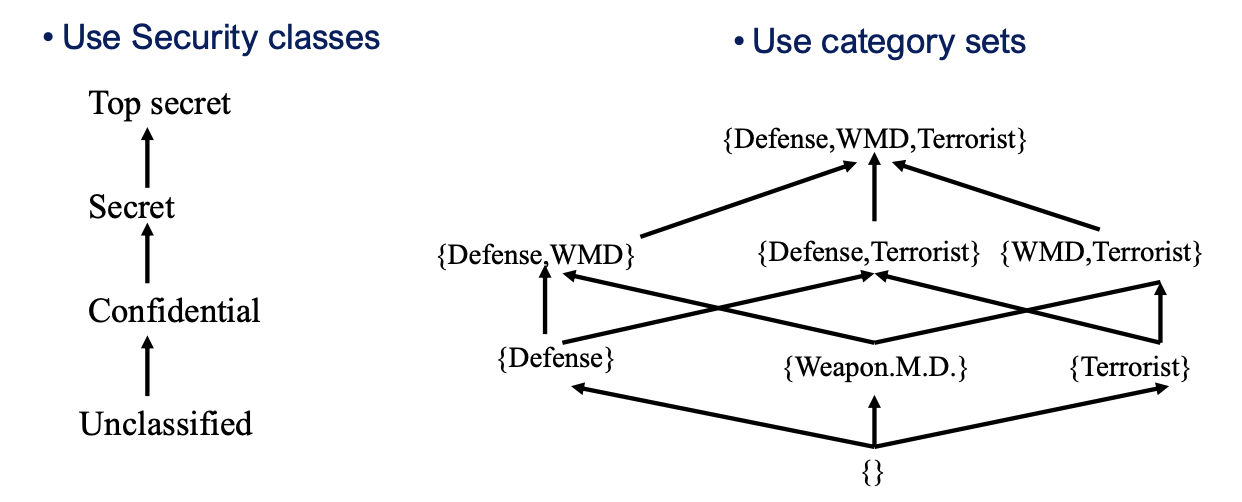 • Use Security classes
Top secret
Secret
Confidential
Unclassified
• Use category sets
{Defense,WMD,Terrorist}
{Defense,WMD}
{Defense,Terrorist}
{WMD,Terrorist}
{Defense}
{Weapon.M.D.}
{Terrorist}
{}